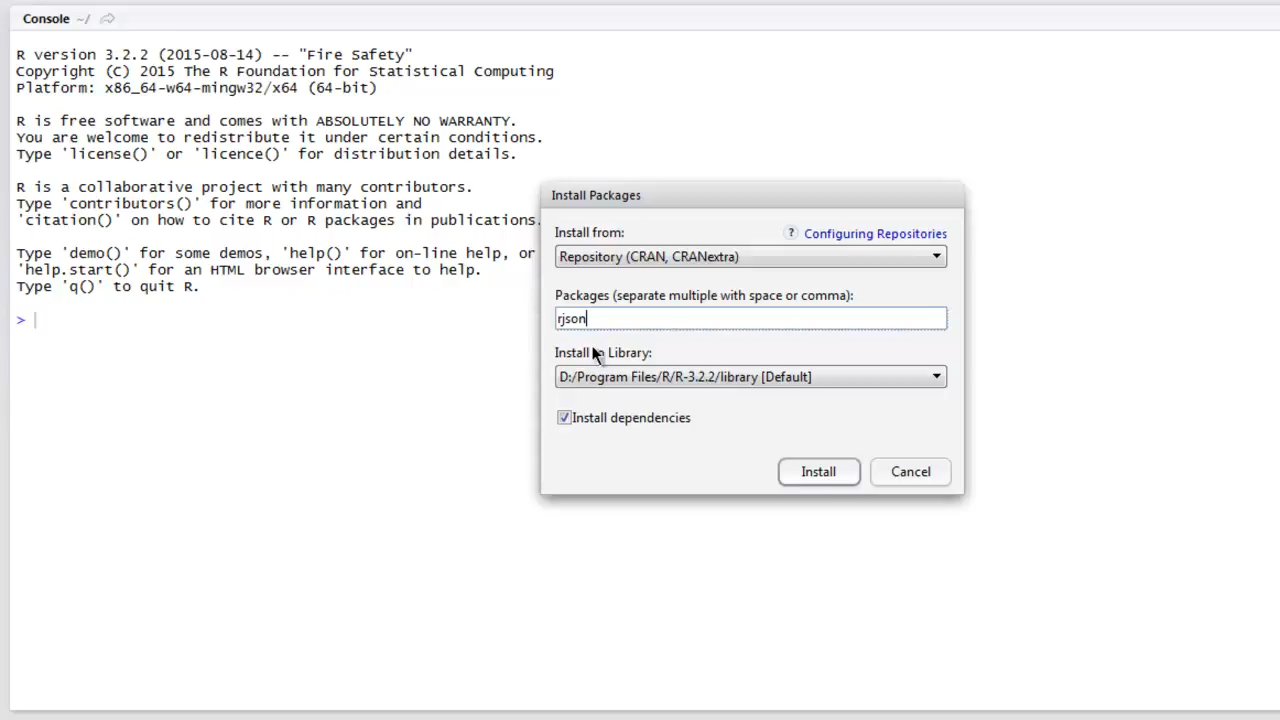 Console ~/
R version 3.2.2 (2015-08-14) -- "Fire Safety"
Copyright (C) 2015 The R Foundation for Statistical Computing
Platform: x86_64-w64-mingw32/x64 (64-bit)
R is free software and comes with ABSOLUTELY NO WARRANTY.
You are welcome to redistribute it under certain conditions.
Type 'license()' or 'licence()' for distribution details.
R is a collaborative project with many contributors.
Type 'contributors()' for more information and
'citation()' on how to cite R or R packages in publications.
Type 'demo()' for some demos, 'help()' for on-line help, or
'help.start()' for an HTML browser interface to help.
Type 'q()' to quit R.
>
Install Packages
Install from:
? Configuring Repositories
Repository (CRAN, CRANextra)
Packages (separate multiple with space or comma):
rjson
Install to Library:
D:/Program Files/R/R-3.2.2/library [Default]
Install dependencies
Install
Cancel